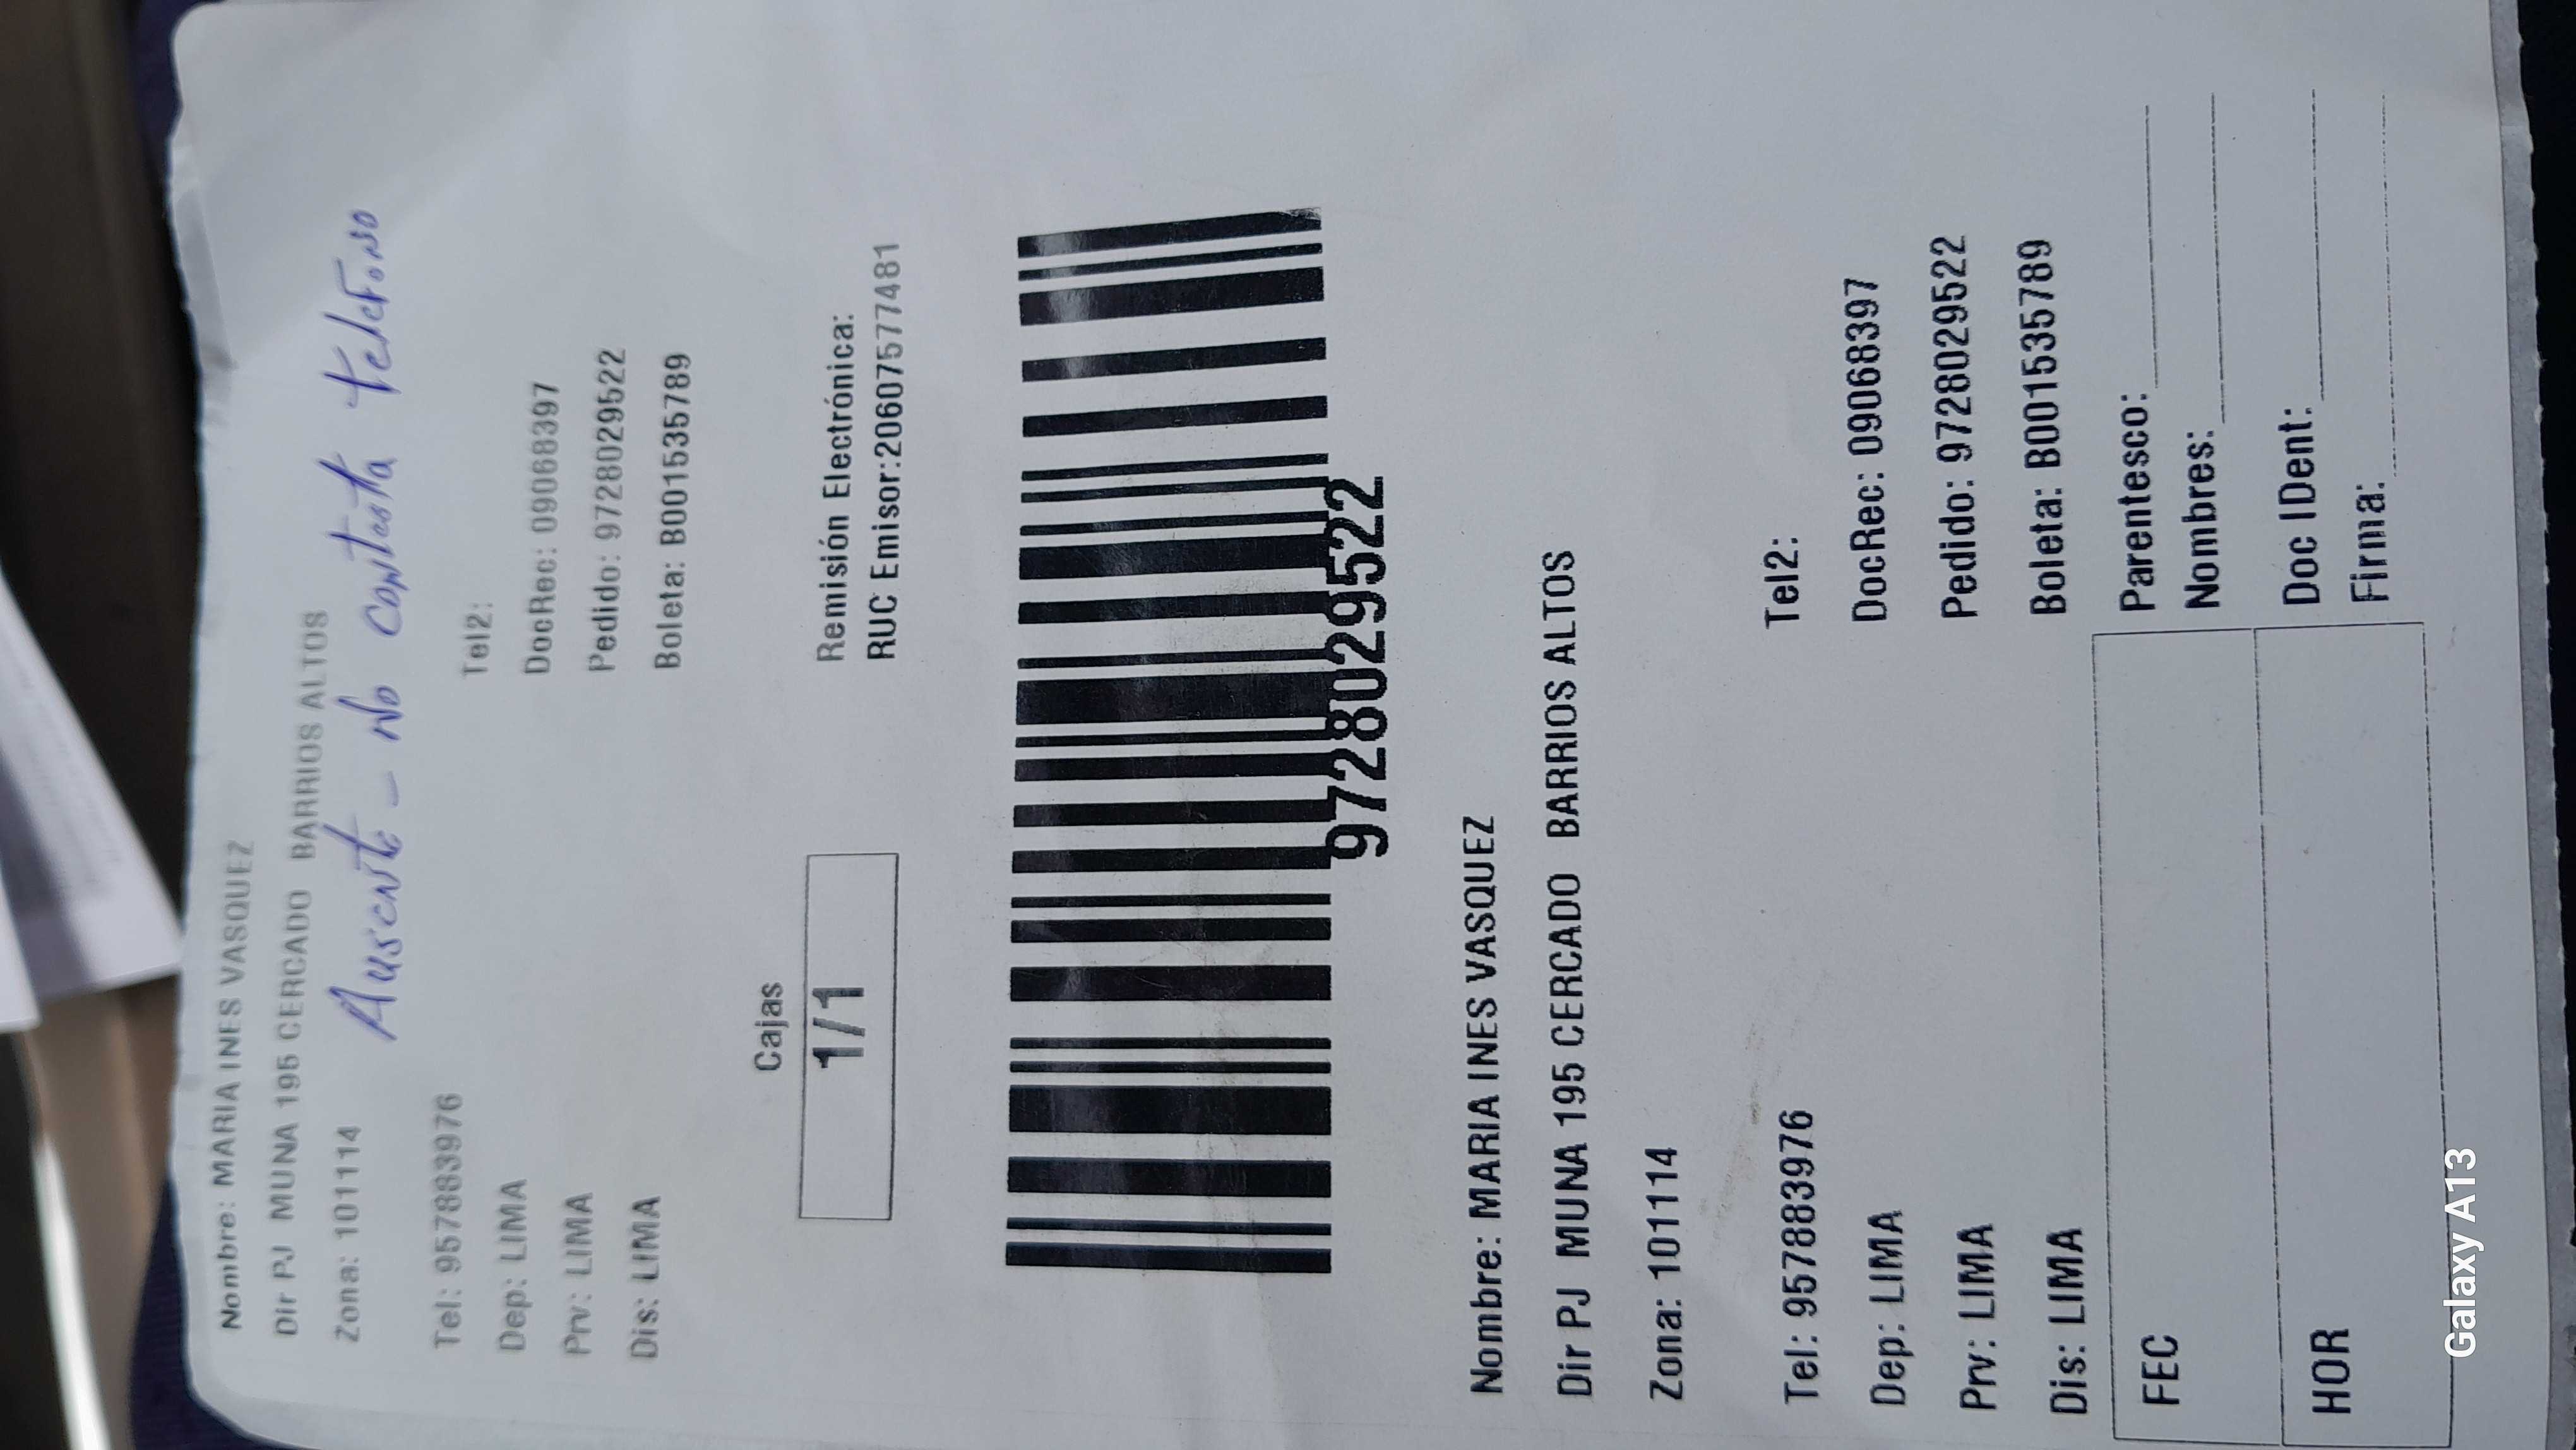 Nombre: MARIA INES VASQUEZ
Dir PJ MUNA 195 CERCADO BARRIOS ALTOS
Zona: 101114
Ausente - No contesta telefono
Tel: 957883976 Tel2:
Dep: LIMA DocRec: 09068397
Prv: LIMA Pedido: 9728029522
Dis: LIMA Boleta: B001535789
Cajas
1/1
Remisión Electrónica:
RUC Emisor:20607577481
9728029522
Nombre: MARIA INES VASQUEZ
Dir PJ MUNA 195 CERCADO BARRIOS ALTOS
Zona: 101114
Tel: 957883976 Tel2:
Dep: LIMA DocRec: 09068397
Prv: LIMA Pedido: 9728029522
Dis: LIMA Boleta: B001535789
FEC
HOR
Parentesco:
Nombres:
Doc IDent:
Firma:
Galaxy A13